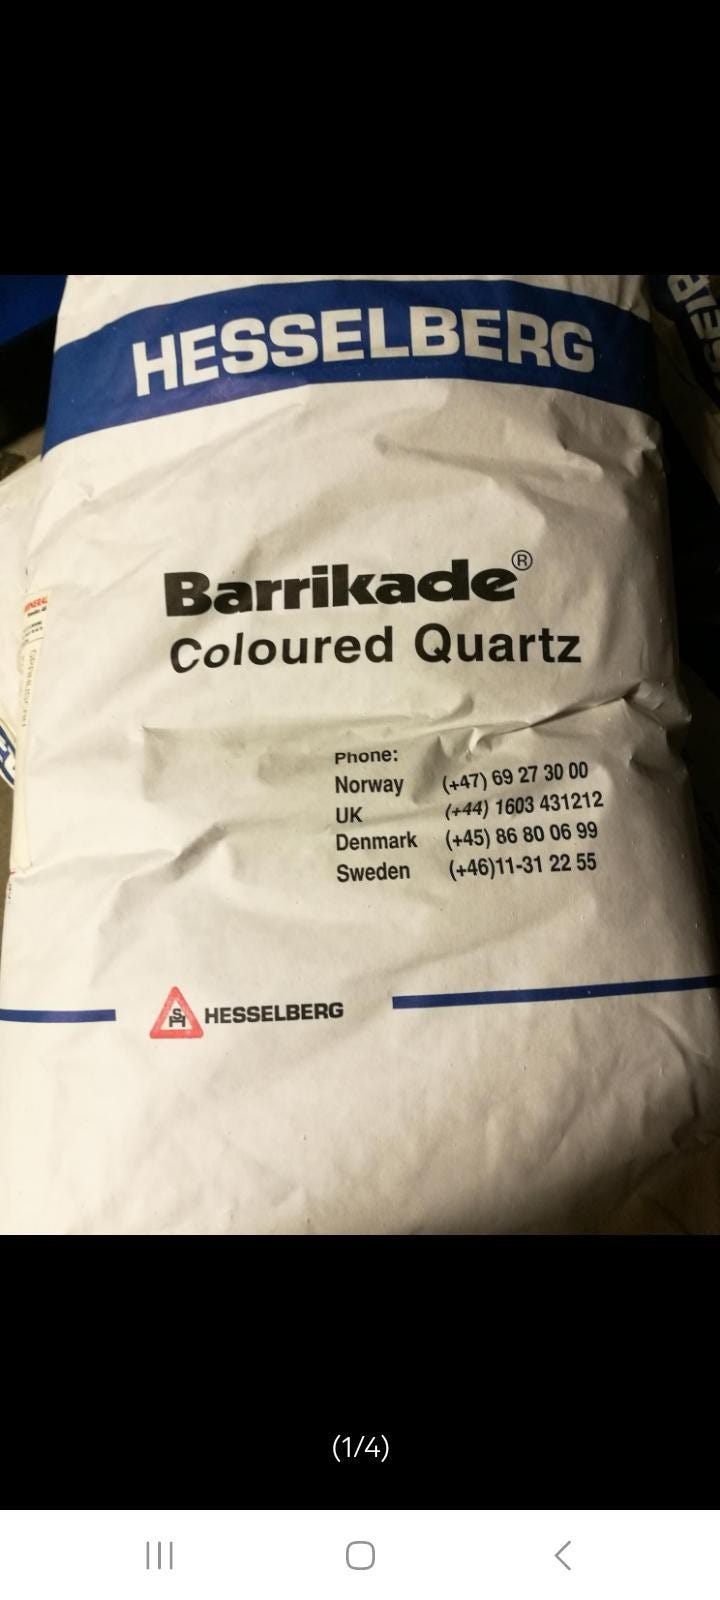 HESSELBERG
Barrikade®
Coloured Quartz
Phone:
Norway (+47) 69 27 30 00
UK (+44) 1603 431212
Denmark (+45) 86 80 06 99
Sweden (+46)11-31 22 55
SH HESSELBERG
(1/4)